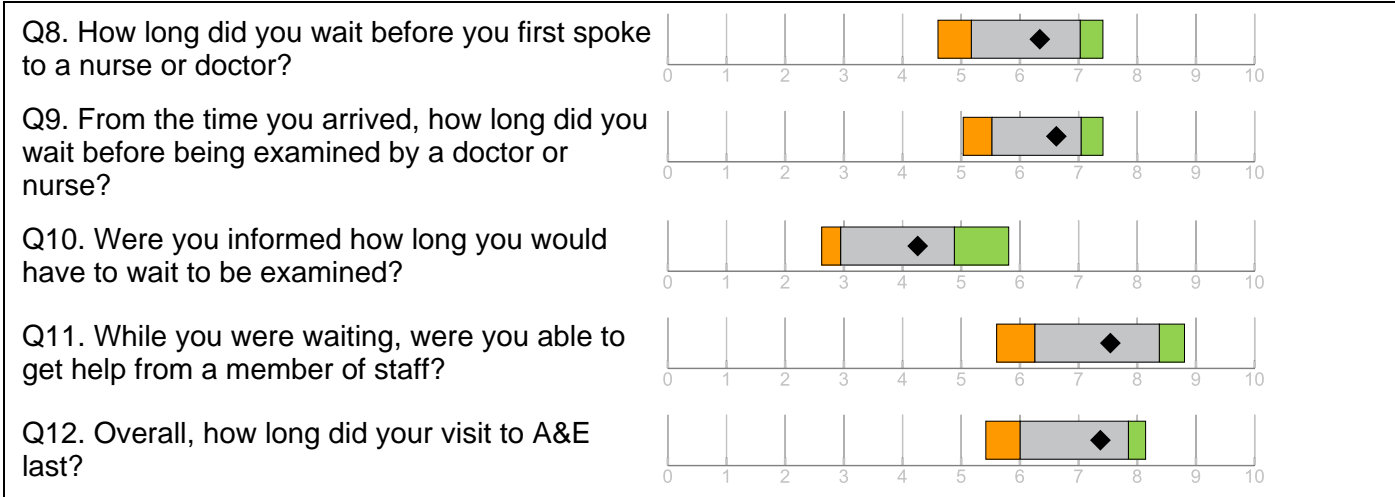 Q8. How long did you wait before you first spoke
to a nurse or doctor?
0 1 2 3 4 5 6 7 8 9 10
Q9. From the time you arrived, how long did you
wait before being examined by a doctor or
nurse?
0 1 2 3 4 5 6 7 8 9 10
Q10. Were you informed how long you would
have to wait to be examined?
0 1 2 3 4 5 6 7 8 9 10
Q11. While you were waiting, were you able to
get help from a member of staff?
0 1 2 3 4 5 6 7 8 9 10
Q12. Overall, how long did your visit to A&E
last?
0 1 2 3 4 5 6 7 8 9 10